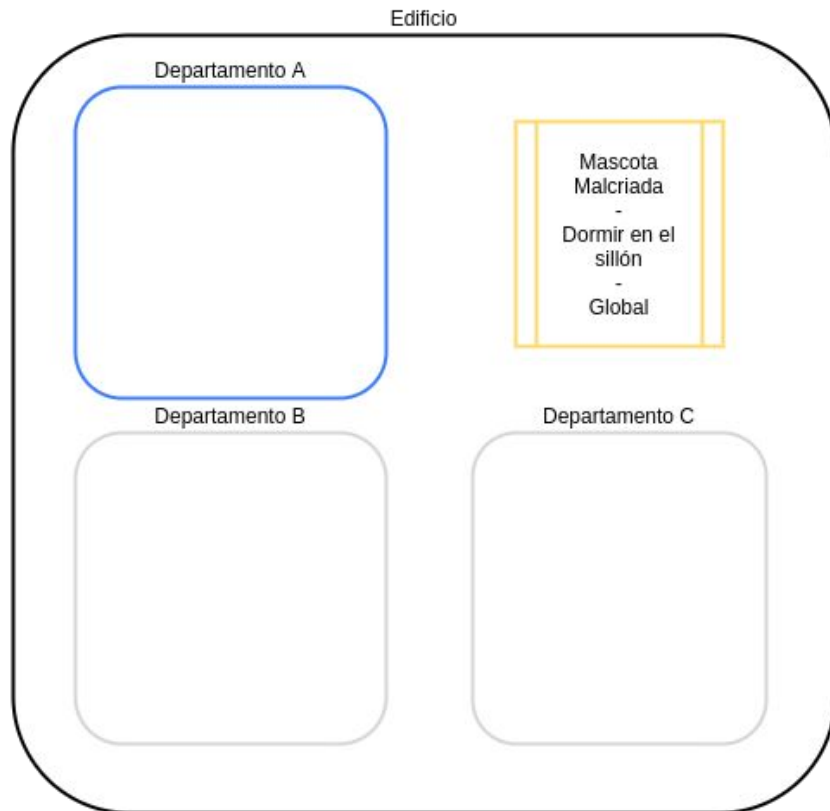 Edificio
Departamento A
Mascota
Malcriada
-
Dormir en el
sillón
-
Global
Departamento B
Departamento C